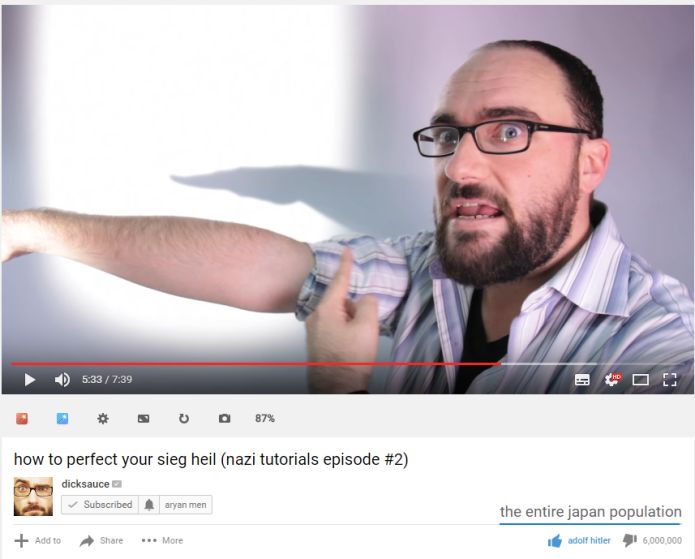 5:33 / 7:39
HD
87%
how to perfect your sieg heil (nazi tutorials episode #2)
dicksauce
Subscribed
aryan men
the entire japan population
Add to
Share
More
adolf hitler
6,000,000